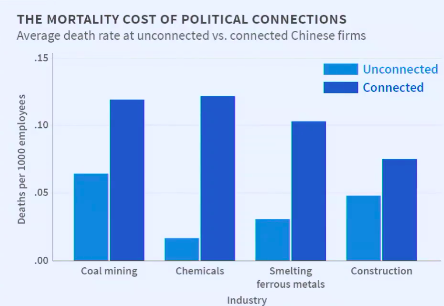 THE MORTALITY COST OF POLITICAL CONNECTIONS
Average death rate at unconnected vs. connected Chinese firms
Deaths per 1000 employees
.15
.10
.05
.00
Unconnected
Connected
Coal mining
Chemicals
Smelting
ferrous metals
Construction
Industry